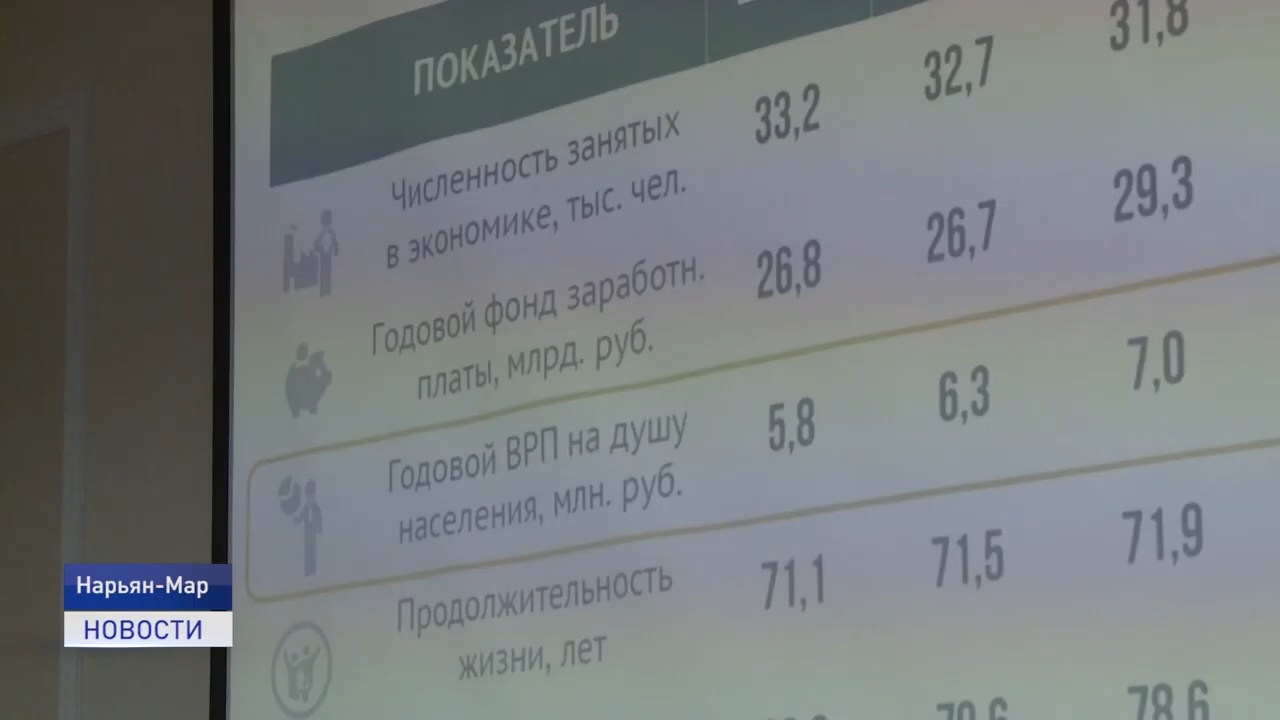 ПОКАЗАТЕЛЬ
Численность занятых
в экономике, тыс. чел.
33,2 32,7 31,8
Годовой фонд заработн.
платы, млрд. руб.
26,8 26,7 29,3
Годовой ВРП на душу
населения, млн. руб.
5,8 6,3 7,0
Продолжительность
жизни, лет
71,1 71,5 71,9
78,6
Нарьян-Мар
НОВОСТИ